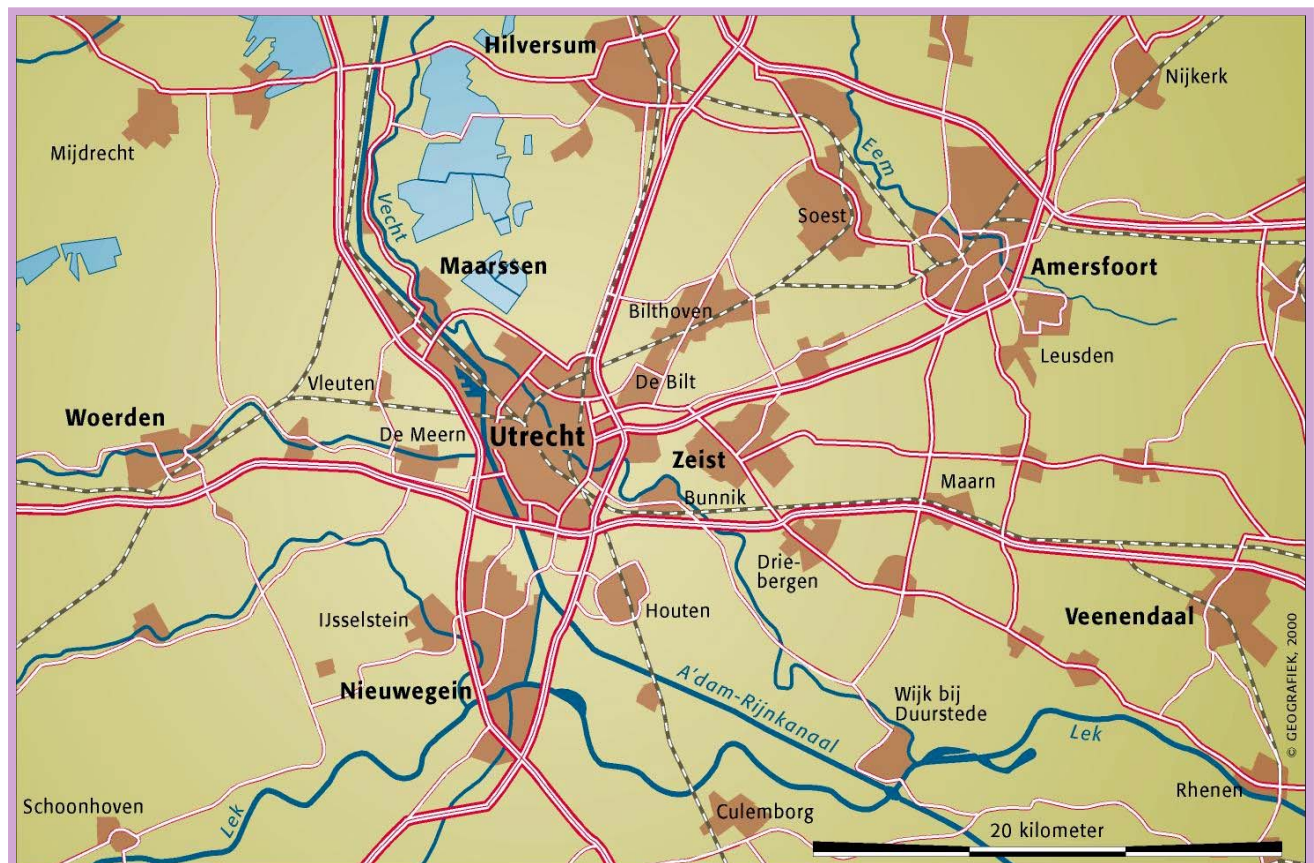 Hilversum
Nijkerk
Mijdrecht
Eem
Vecht
Soest
Maarssen
Amersfoort
Bilthoven
Leusden
Vleuten
De Bilt
Woerden
De Meern
Utrecht
Zeist
Maarn
Bunnik
Drie-
bergen
IJsselstein
Houten
Veenendaal
Nieuwegein
A'dam-Rijnkanaal
Wijk bij
Duurstede
Lek
© GEOGRAFIEK, 2000
Rhenen
Schoonhoven
Lek
Culemborg
20 kilometer